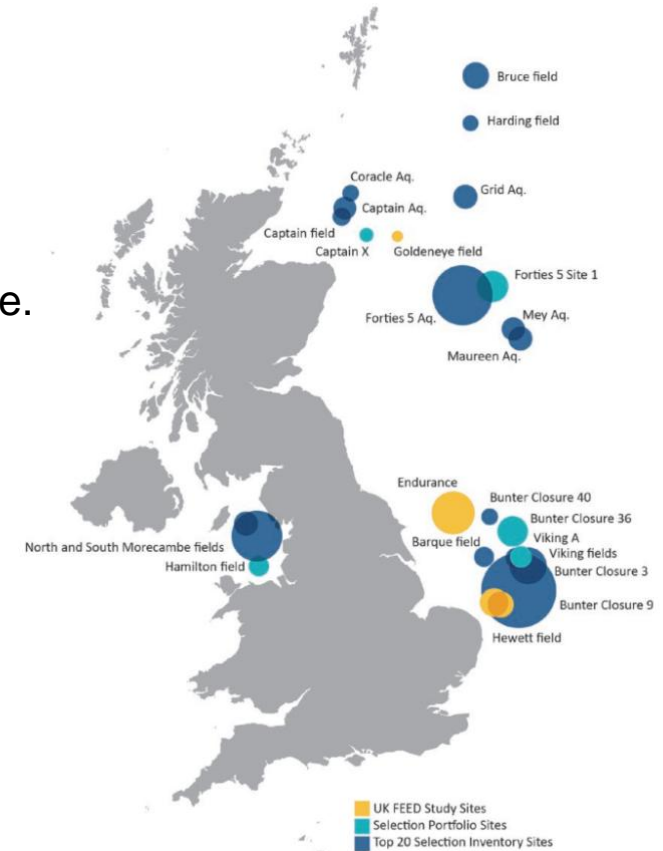 Bruce field
Harding field
Coracle Aq.
Grid Aq.
Captain Aq.
Captain field
Captain X
Goldeneye field
e.
Forties 5 Site 1
Forties 5 Aq.
Mey Aq.
Maureen Aq.
Endurance
Bunter Closure 40
Bunter Closure 36
Barque field
Viking A
North and South Morecambe fields
Viking fields
Hamilton field
Bunter Closure 3
Bunter Closure 9
Hewett field
UK FEED Study Sites
Selection Portfolio Sites
Top 20 Selection Inventory Sites